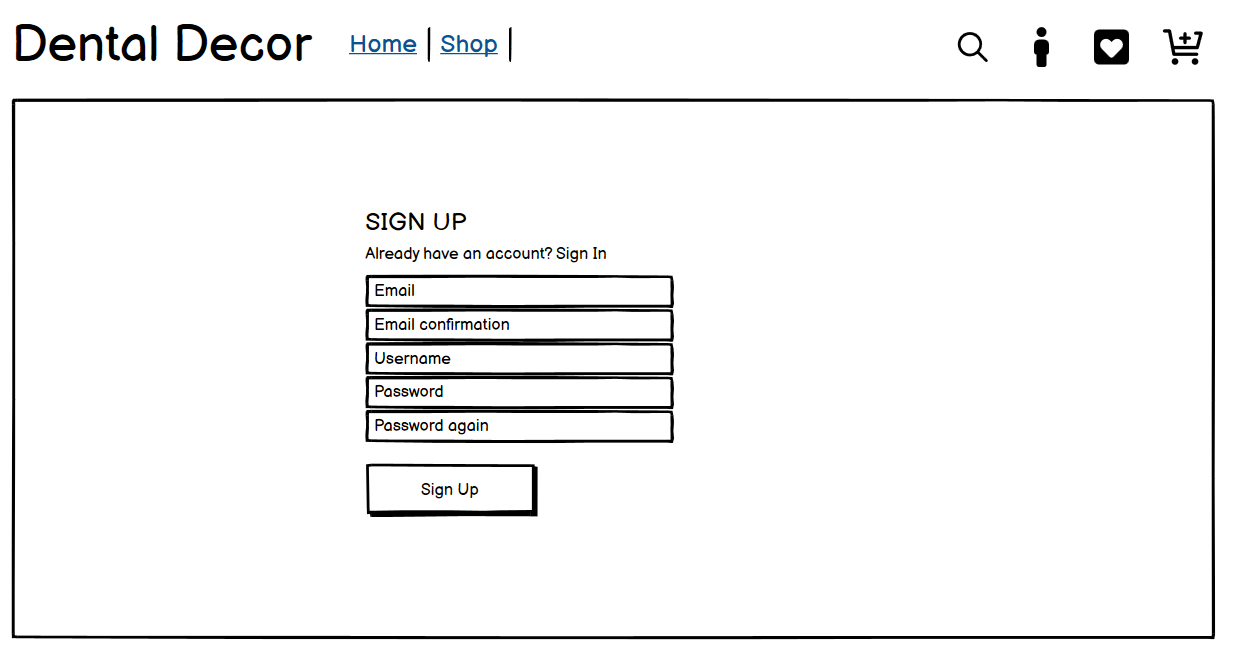 Dental Decor Home | Shop |
SIGN UP
Already have an account? Sign In
Email
Email confirmation
Username
Password
Password again
Sign Up